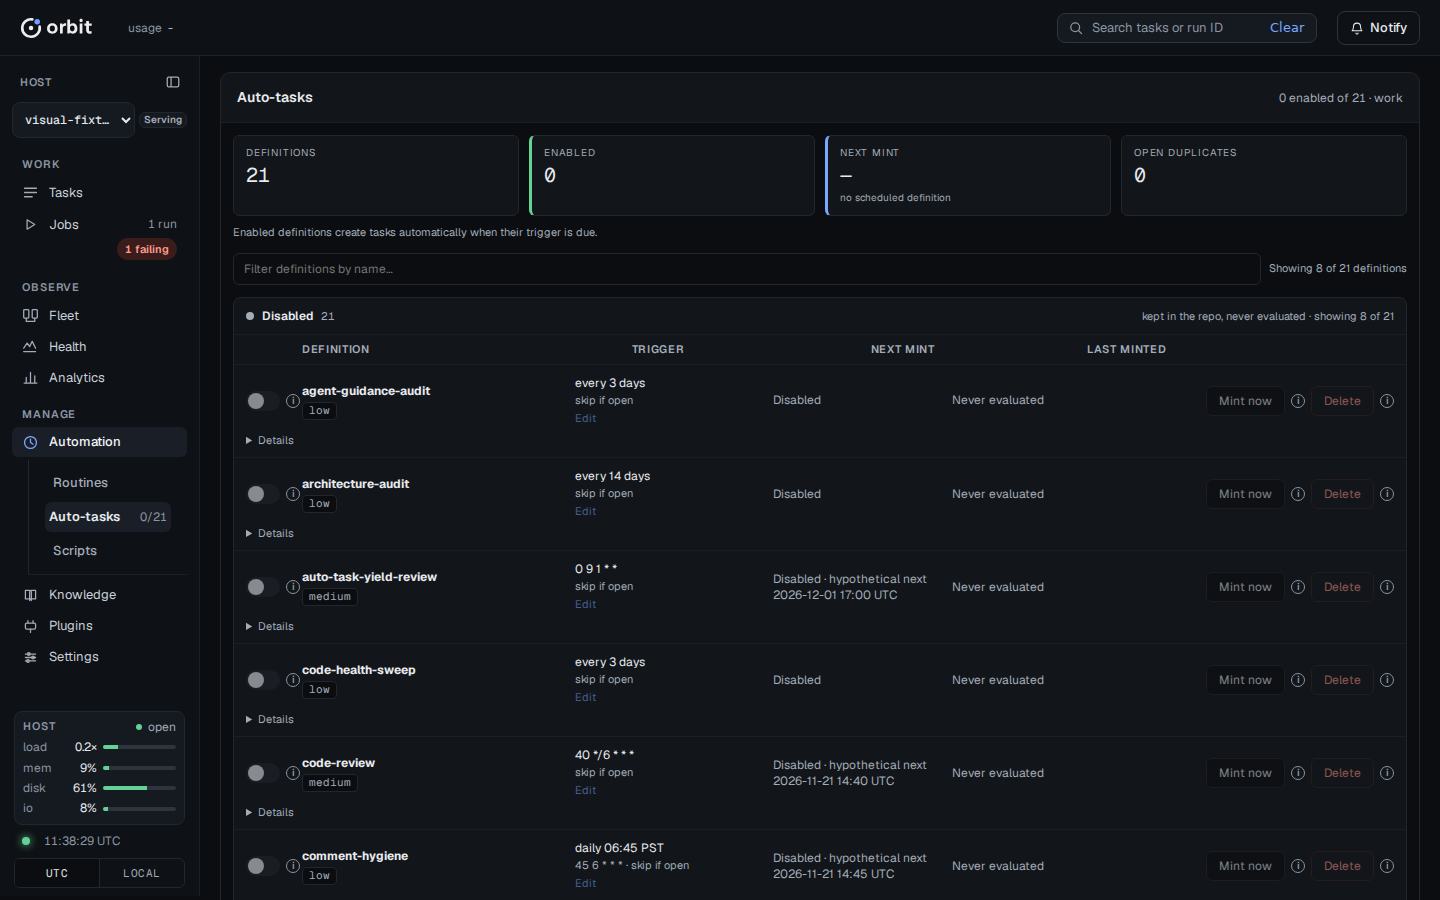 orbit
usage -
Search tasks or run ID
Clear
Notify
HOST
visual-fixt…
Serving
WORK
Tasks
Jobs
1 run
1 failing
OBSERVE
Fleet
Health
Analytics
MANAGE
Automation
Routines
Auto-tasks 0/21
Scripts
Knowledge
Plugins
Settings
HOST
open
load 0.2×
mem 9%
disk 61%
io 8%
11:38:29 UTC
UTC
LOCAL
Auto-tasks
0 enabled of 21 · work
DEFINITIONS
21
ENABLED
0
NEXT MINT
—
no scheduled definition
OPEN DUPLICATES
0
Enabled definitions create tasks automatically when their trigger is due.
Filter definitions by name…
Showing 8 of 21 definitions
Disabled 21
kept in the repo, never evaluated · showing 8 of 21
DEFINITION TRIGGER NEXT MINT LAST MINTED
agent-guidance-audit
low
every 3 days
skip if open
Edit
Disabled
Never evaluated
Mint now
Delete
Details
architecture-audit
low
every 14 days
skip if open
Edit
Disabled
Never evaluated
Mint now
Delete
Details
auto-task-yield-review
medium
0 9 1 * *
skip if open
Edit
Disabled · hypothetical next
2026-12-01 17:00 UTC
Never evaluated
Mint now
Delete
Details
code-health-sweep
low
every 3 days
skip if open
Edit
Disabled
Never evaluated
Mint now
Delete
Details
code-review
medium
40 */6 * * *
skip if open
Edit
Disabled · hypothetical next
2026-11-21 14:40 UTC
Never evaluated
Mint now
Delete
Details
comment-hygiene
low
daily 06:45 PST
45 6 * * * · skip if open
Edit
Disabled · hypothetical next
2026-11-21 14:45 UTC
Never evaluated
Mint now
Delete